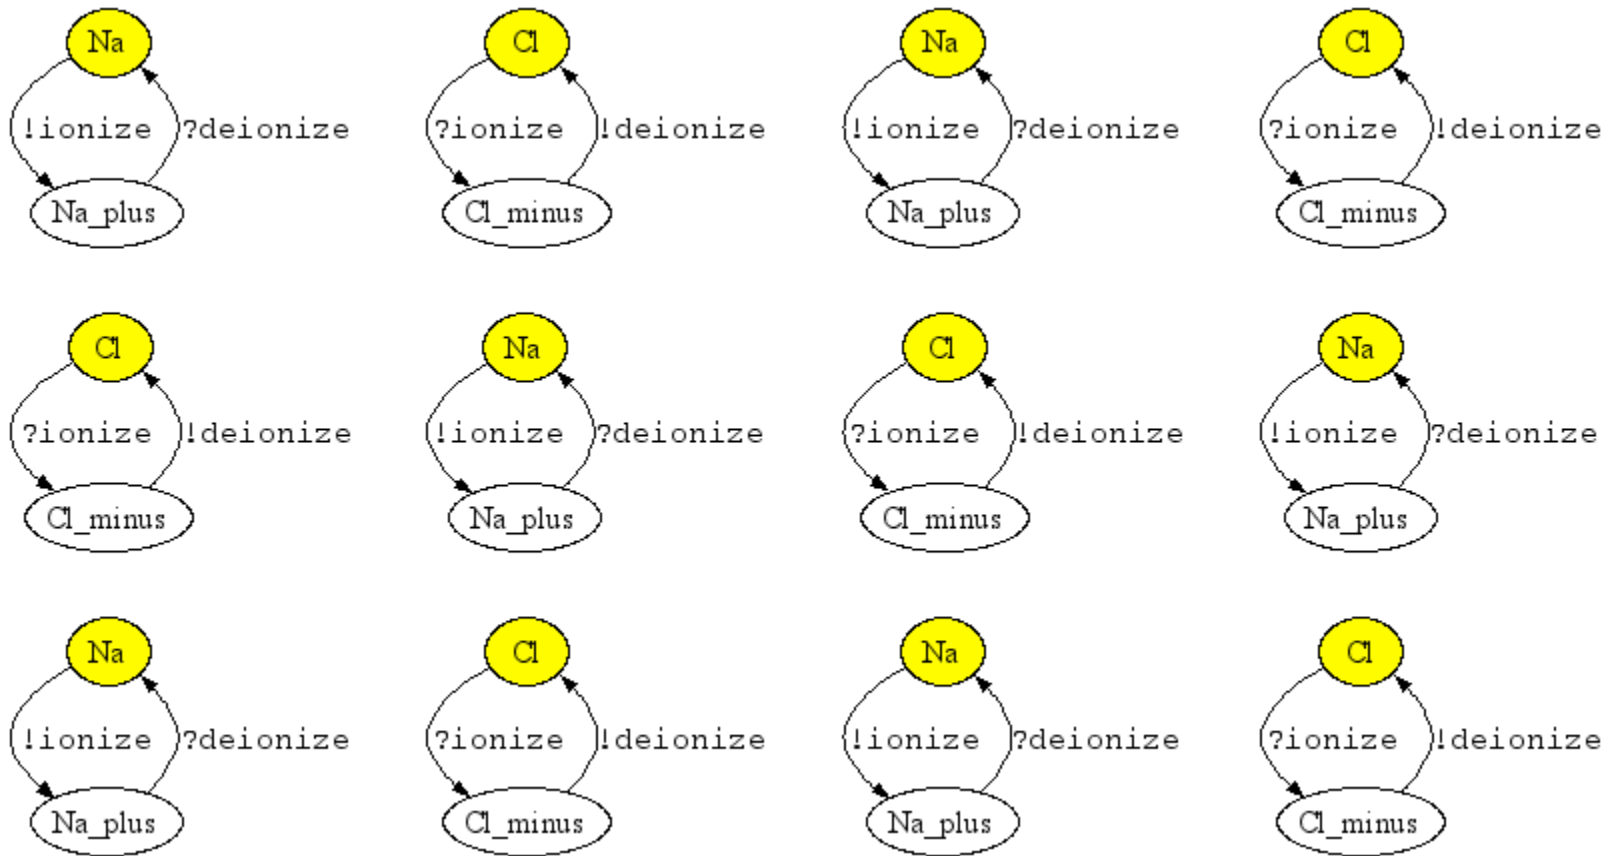 Na Cl Na Cl
!ionize ?deionize ?ionize !deionize !ionize ?deionize ?ionize !deionize
Na_plus Cl_minus Na_plus Cl_minus
Cl Na Cl Na
?ionize !deionize !ionize ?deionize ?ionize !deionize !ionize ?deionize
Cl_minus Na_plus Cl_minus Na_plus
Na Cl Na Cl
!ionize ?deionize ?ionize !deionize !ionize ?deionize ?ionize !deionize
Na_plus Cl_minus Na_plus Cl_minus